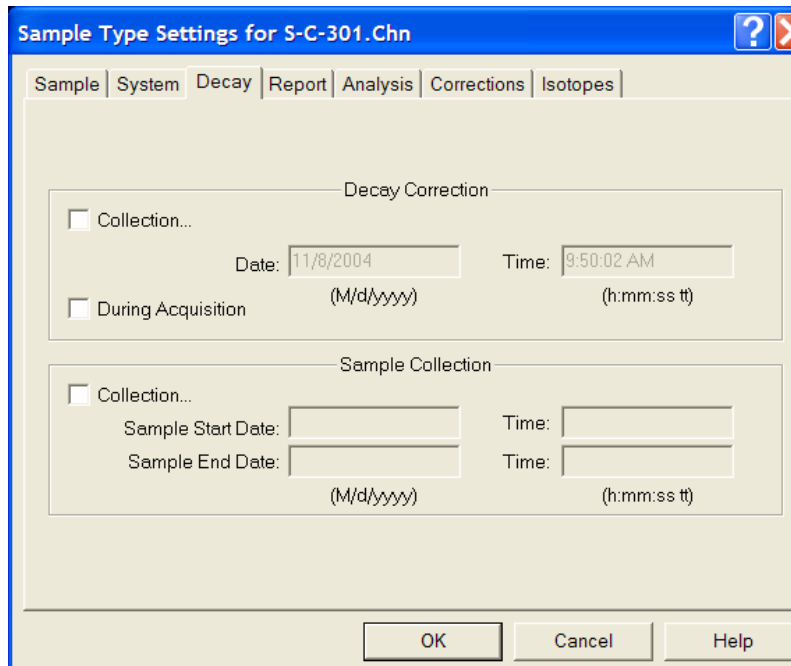 Sample Type Settings for S-C-301.Chn
Sample System Decay Report Analysis Corrections Isotopes
Decay Correction
Collection...
Date: 11/8/2004 Time: 9:50:02 AM
(M/d/yyyy) (h:mm:ss tt)
During Acquisition
Sample Collection
Collection...
Sample Start Date: Time:
Sample End Date: Time:
(M/d/yyyy) (h:mm:ss tt)
OK Cancel Help